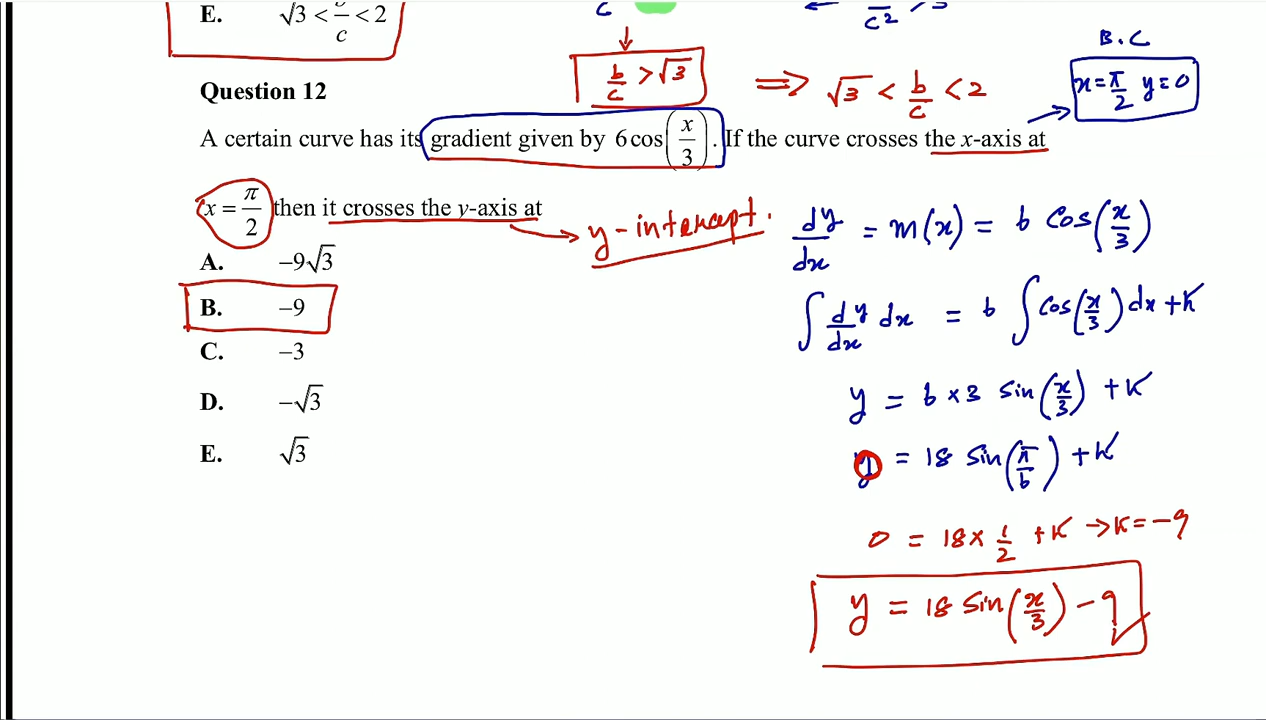 E. √3 < b/c < 2
c
c²
b/c > √3
⟹ √3 < b/c < 2
B.C
x = π/2 y = 0
Question 12
A certain curve has its gradient given by 6cos(x/3). If the curve crosses the x-axis at
x = π/2 then it crosses the y-axis at
y-intercept.
A. −9√3
B. −9
C. −3
D. −√3
E. √3
dy/dx = m(x) = 6 cos(x/3)
∫ dy/dx dx = 6 ∫ cos(x/3) dx + K
y = 6 × 3 sin(x/3) + K
y = 18 sin(π/6) + K
0 = 18 × 1/2 + K → K = −9
y = 18 sin(x/3) − 9